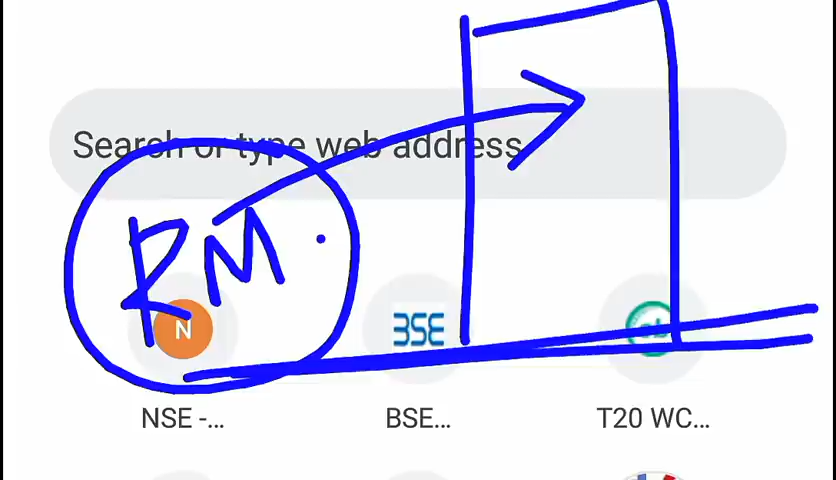 Search or type web address
RM.
N
BSE
NSE -...
BSE...
T20 WC...